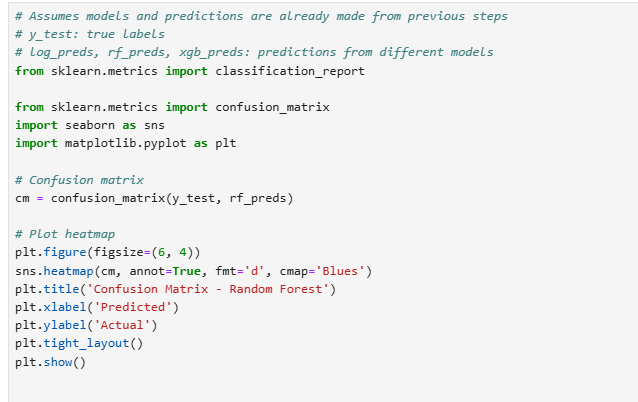 # Assumes models and predictions are already made from previous steps
# y_test: true labels
# log_preds, rf_preds, xgb_preds: predictions from different models
from sklearn.metrics import classification_report
from sklearn.metrics import confusion_matrix
import seaborn as sns
import matplotlib.pyplot as plt
# Confusion matrix
cm = confusion_matrix(y_test, rf_preds)
# Plot heatmap
plt.figure(figsize=(6, 4))
sns.heatmap(cm, annot=True, fmt='d', cmap='Blues')
plt.title('Confusion Matrix - Random Forest')
plt.xlabel('Predicted')
plt.ylabel('Actual')
plt.tight_layout()
plt.show()